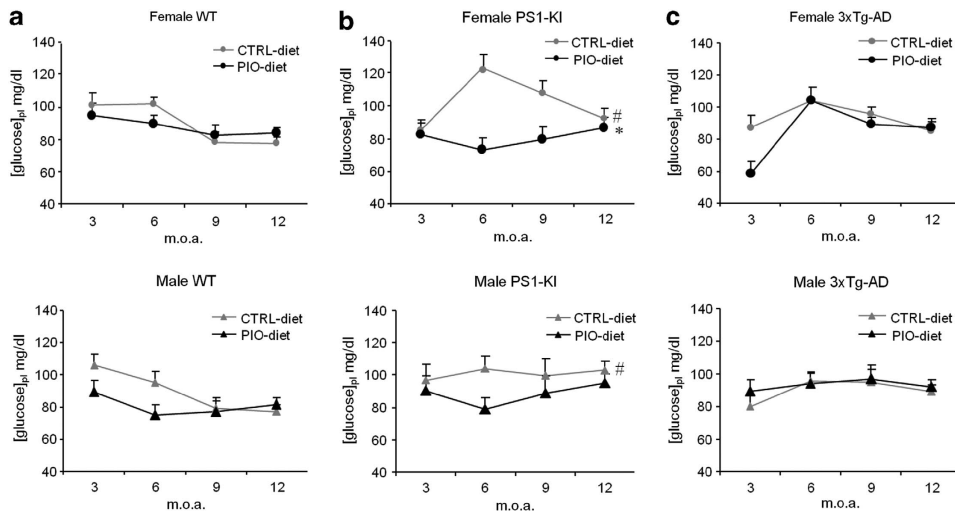 a
Female WT
CTRL-diet
PIO-diet
[glucose]pl mg/dl
140
120
100
80
60
40
3 6 9 12
m.o.a.
b
Female PS1-KI
CTRL-diet
PIO-diet
[glucose]pl mg/dl
140
120
100
80
60
40
#
*
3 6 9 12
m.o.a.
c
Female 3xTg-AD
CTRL-diet
PIO-diet
[glucose]pl mg/dl
140
120
100
80
60
40
3 6 9 12
m.o.a.
Male WT
CTRL-diet
PIO-diet
[glucose]pl mg/dl
140
120
100
80
60
40
3 6 9 12
m.o.a.
Male PS1-KI
CTRL-diet
PIO-diet
[glucose]pl mg/dl
140
120
100
80
60
40
#
3 6 9 12
m.o.a.
Male 3xTg-AD
CTRL-diet
PIO-diet
[glucose]pl mg/dl
140
120
100
80
60
40
3 6 9 12
m.o.a.